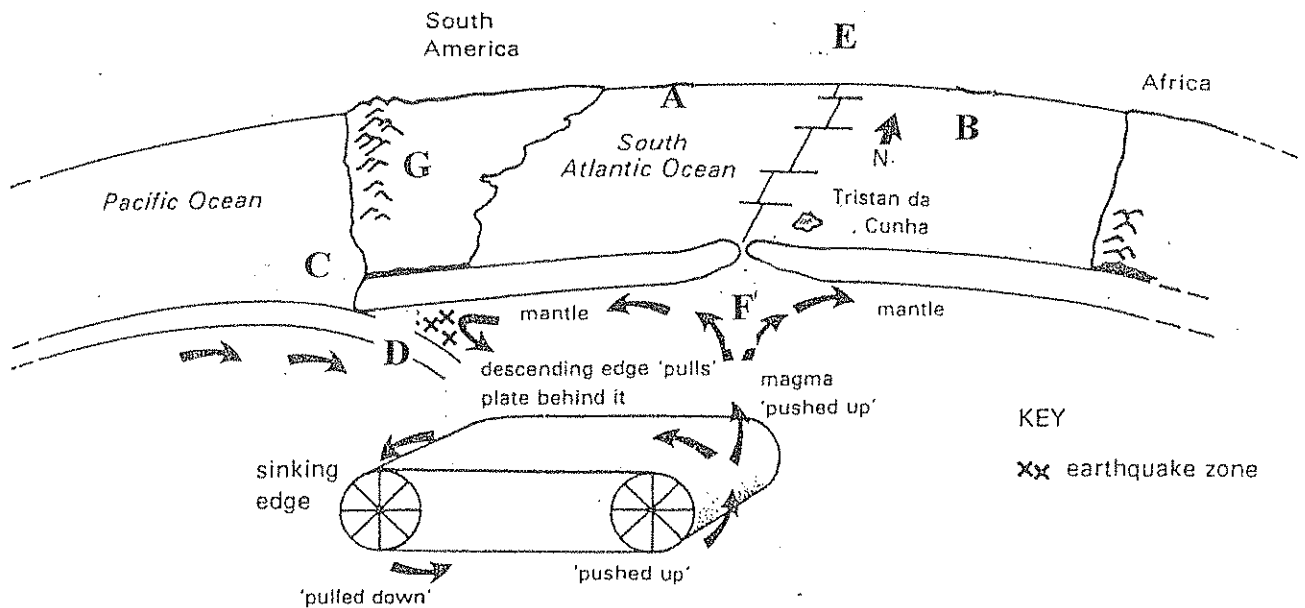 South
America
E
A
Africa
B
South
Atlantic Ocean
G
N.
Pacific Ocean
Tristan da
Cunha
C
F
mantle
mantle
D
descending edge 'pulls'
plate behind it
magma
'pushed up'
KEY
sinking
edge
xx earthquake zone
'pushed up'
'pulled down'